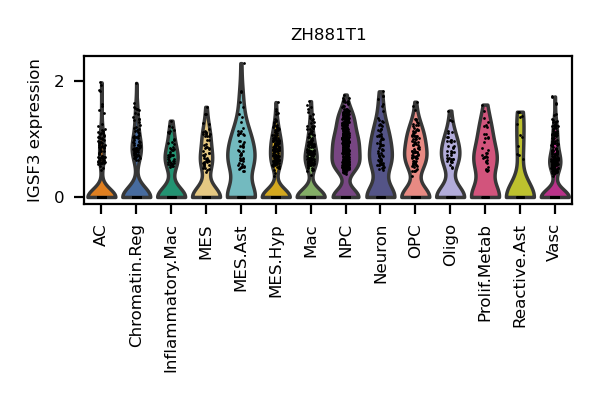 ZH881T1
IGSF3 expression
2
0
AC
Chromatin.Reg
Inflammatory.Mac
MES
MES.Ast
MES.Hyp
Mac
NPC
Neuron
OPC
Oligo
Prolif.Metab
Reactive.Ast
Vasc